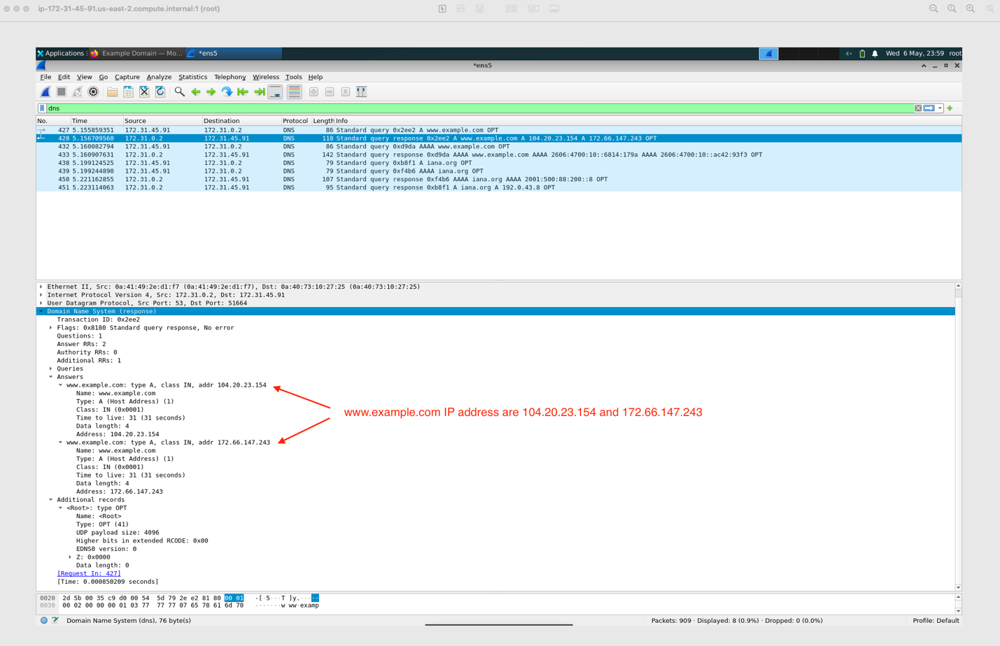 ip-172-31-45-91.us-east-2.compute.internal:1 (root)
Applications Example Domain — Mo... *ens5 Wed 6 May, 23:59 root
*ens5
File Edit View Go Capture Analyze Statistics Telephony Wireless Tools Help
dns
No. Time Source Destination Protocol Length Info
427 5.155859351 172.31.45.91 172.31.0.2 DNS 86 Standard query 0x2ee2 A www.example.com OPT
428 5.156709560 172.31.0.2 172.31.45.91 DNS 118 Standard query response 0x2ee2 A www.example.com A 104.20.23.154 A 172.66.147.243 OPT
432 5.160082794 172.31.45.91 172.31.0.2 DNS 86 Standard query 0xd9da AAAA www.example.com OPT
433 5.160907631 172.31.0.2 172.31.45.91 DNS 142 Standard query response 0xd9da AAAA www.example.com AAAA 2606:4700:10::6814:179a AAAA 2606:4700:10::ac42:93f3 OPT
438 5.199124525 172.31.45.91 172.31.0.2 DNS 79 Standard query 0xb8f1 A iana.org OPT
439 5.199244890 172.31.45.91 172.31.0.2 DNS 79 Standard query 0xf4b6 AAAA iana.org OPT
450 5.221162855 172.31.0.2 172.31.45.91 DNS 107 Standard query response 0xf4b6 AAAA iana.org AAAA 2001:500:88:200::8 OPT
451 5.223114063 172.31.0.2 172.31.45.91 DNS 95 Standard query response 0xb8f1 A iana.org A 192.0.43.8 OPT
Ethernet II, Src: 0a:41:49:2e:d1:f7 (0a:41:49:2e:d1:f7), Dst: 0a:40:73:10:27:25 (0a:40:73:10:27:25)
Internet Protocol Version 4, Src: 172.31.0.2, Dst: 172.31.45.91
User Datagram Protocol, Src Port: 53, Dst Port: 51664
Domain Name System (response)
Transaction ID: 0x2ee2
Flags: 0x8180 Standard query response, No error
Questions: 1
Answer RRs: 2
Authority RRs: 0
Additional RRs: 1
Queries
Answers
www.example.com: type A, class IN, addr 104.20.23.154
Name: www.example.com
Type: A (Host Address) (1)
Class: IN (0x0001)
Time to live: 31 (31 seconds)
Data length: 4
Address: 104.20.23.154
www.example.com: type A, class IN, addr 172.66.147.243
Name: www.example.com
Type: A (Host Address) (1)
Class: IN (0x0001)
Time to live: 31 (31 seconds)
Data length: 4
Address: 172.66.147.243
www.example.com IP address are 104.20.23.154 and 172.66.147.243
Additional records
<Root>: type OPT
Name: <Root>
Type: OPT (41)
UDP payload size: 4096
Higher bits in extended RCODE: 0x00
EDNS0 version: 0
Z: 0x0000
Data length: 0
[Request In: 427]
[Time: 0.000850209 seconds]
0020 2d 5b 00 35 c9 d0 00 54 5d 79 2e e2 81 80 00 01 -[·5···T ]y.·····
0030 00 02 00 00 00 01 03 77 77 77 07 65 78 61 6d 70 ·······w ww·examp
Domain Name System (dns), 76 byte(s) Packets: 909 · Displayed: 8 (0.9%) · Dropped: 0 (0.0%) Profile: Default